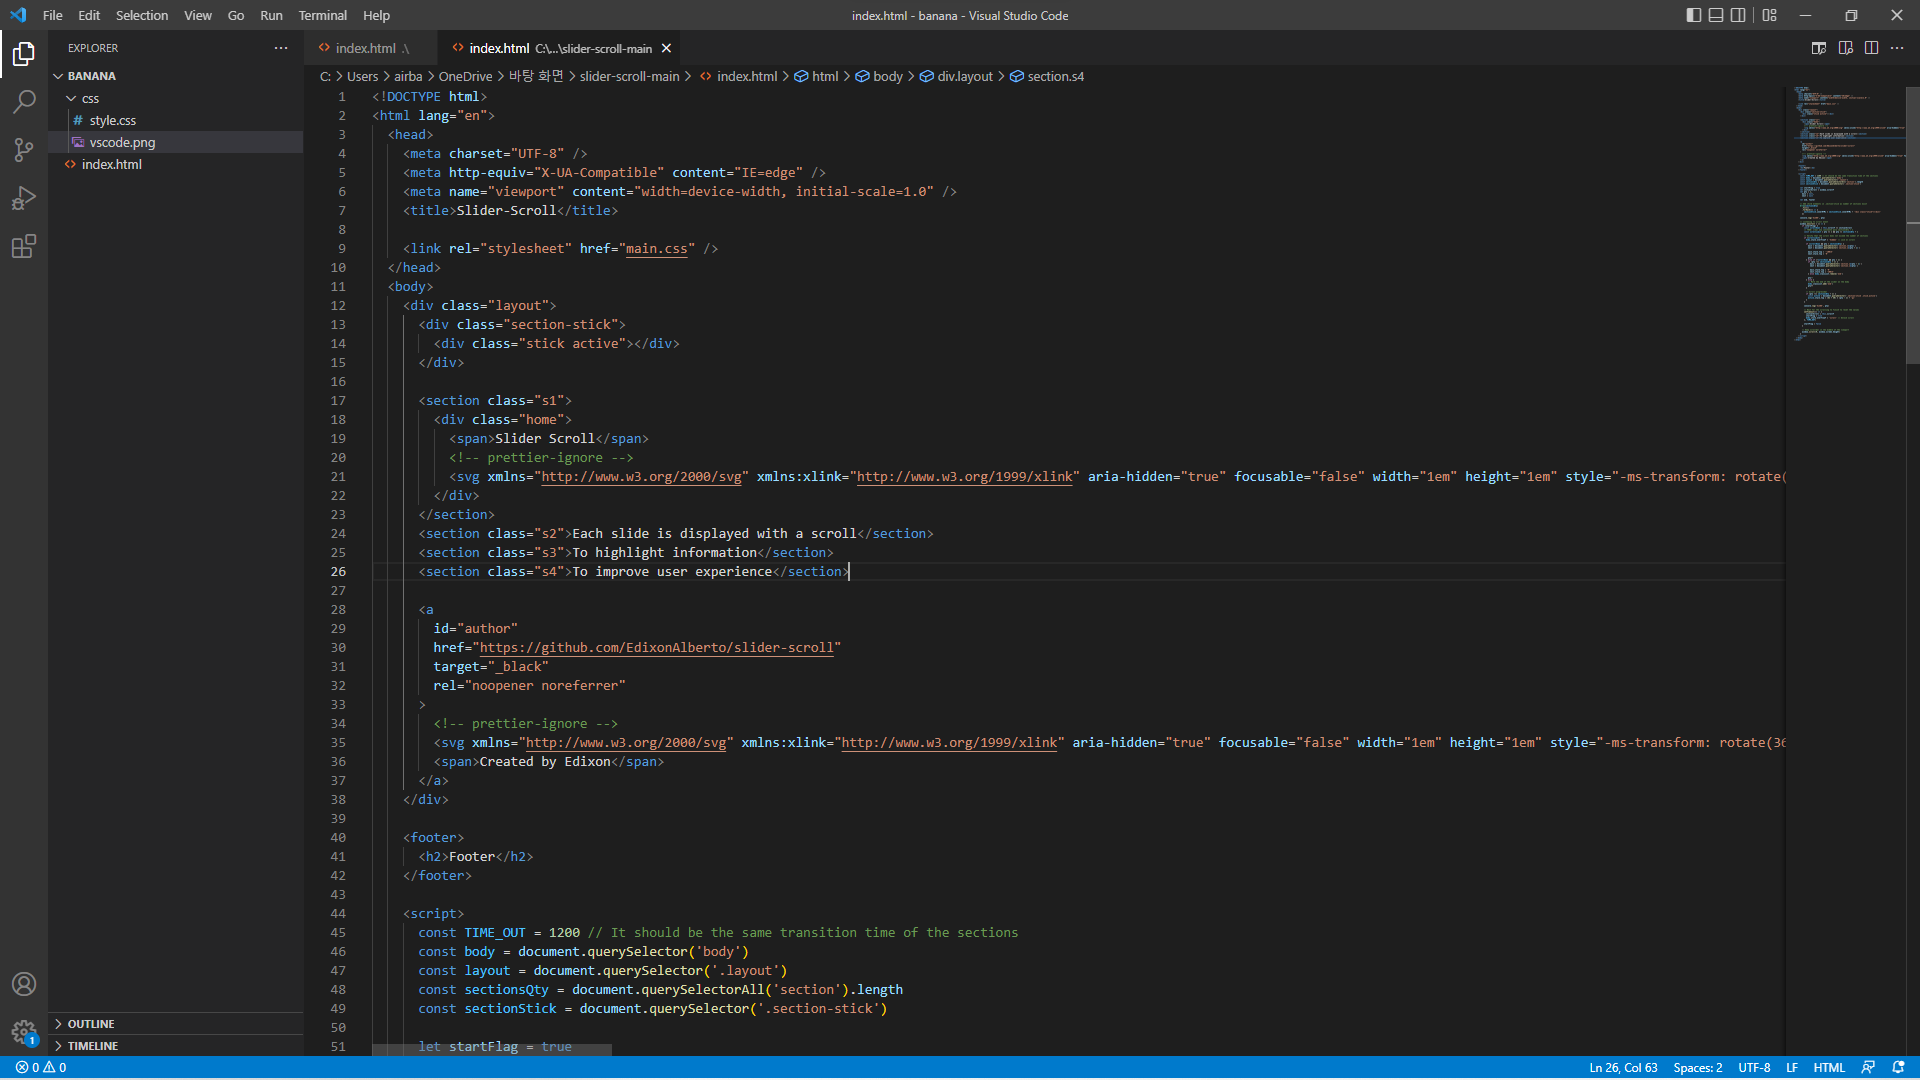 File Edit Selection View Go Run Terminal Help
index.html - banana - Visual Studio Code
EXPLORER
BANANA
css
# style.css
vscode.png
<> index.html
OUTLINE
TIMELINE
<> index.html .\
<> index.html C:\...\slider-scroll-main
C: > Users > airba > OneDrive > 바탕 화면 > slider-scroll-main > <> index.html > html > body > div.layout > section.s4
1 <!DOCTYPE html>
2 <html lang="en">
3 <head>
4 <meta charset="UTF-8" />
5 <meta http-equiv="X-UA-Compatible" content="IE=edge" />
6 <meta name="viewport" content="width=device-width, initial-scale=1.0" />
7 <title>Slider-Scroll</title>
8
9 <link rel="stylesheet" href="main.css" />
10 </head>
11 <body>
12 <div class="layout">
13 <div class="section-stick">
14 <div class="stick active"></div>
15 </div>
16
17 <section class="s1">
18 <div class="home">
19 <span>Slider Scroll</span>
20 <!-- prettier-ignore -->
21 <svg xmlns="http://www.w3.org/2000/svg" xmlns:xlink="http://www.w3.org/1999/xlink" aria-hidden="true" focusable="false" width="1em" height="1em" style="-ms-transform: rotate(
22 </div>
23 </section>
24 <section class="s2">Each slide is displayed with a scroll</section>
25 <section class="s3">To highlight information</section>
26 <section class="s4">To improve user experience</section>
27
28 <a
29 id="author"
30 href="https://github.com/EdixonAlberto/slider-scroll"
31 target="_black"
32 rel="noopener noreferrer"
33 >
34 <!-- prettier-ignore -->
35 <svg xmlns="http://www.w3.org/2000/svg" xmlns:xlink="http://www.w3.org/1999/xlink" aria-hidden="true" focusable="false" width="1em" height="1em" style="-ms-transform: rotate(36
36 <span>Created by Edixon</span>
37 </a>
38 </div>
39
40 <footer>
41 <h2>Footer</h2>
42 </footer>
43
44 <script>
45 const TIME_OUT = 1200 // It should be the same transition time of the sections
46 const body = document.querySelector('body')
47 const layout = document.querySelector('.layout')
48 const sectionsQty = document.querySelectorAll('section').length
49 const sectionStick = document.querySelector('.section-stick')
50
51 let startFlag = true
1
0 0
Ln 26, Col 63 Spaces: 2 UTF-8 LF HTML